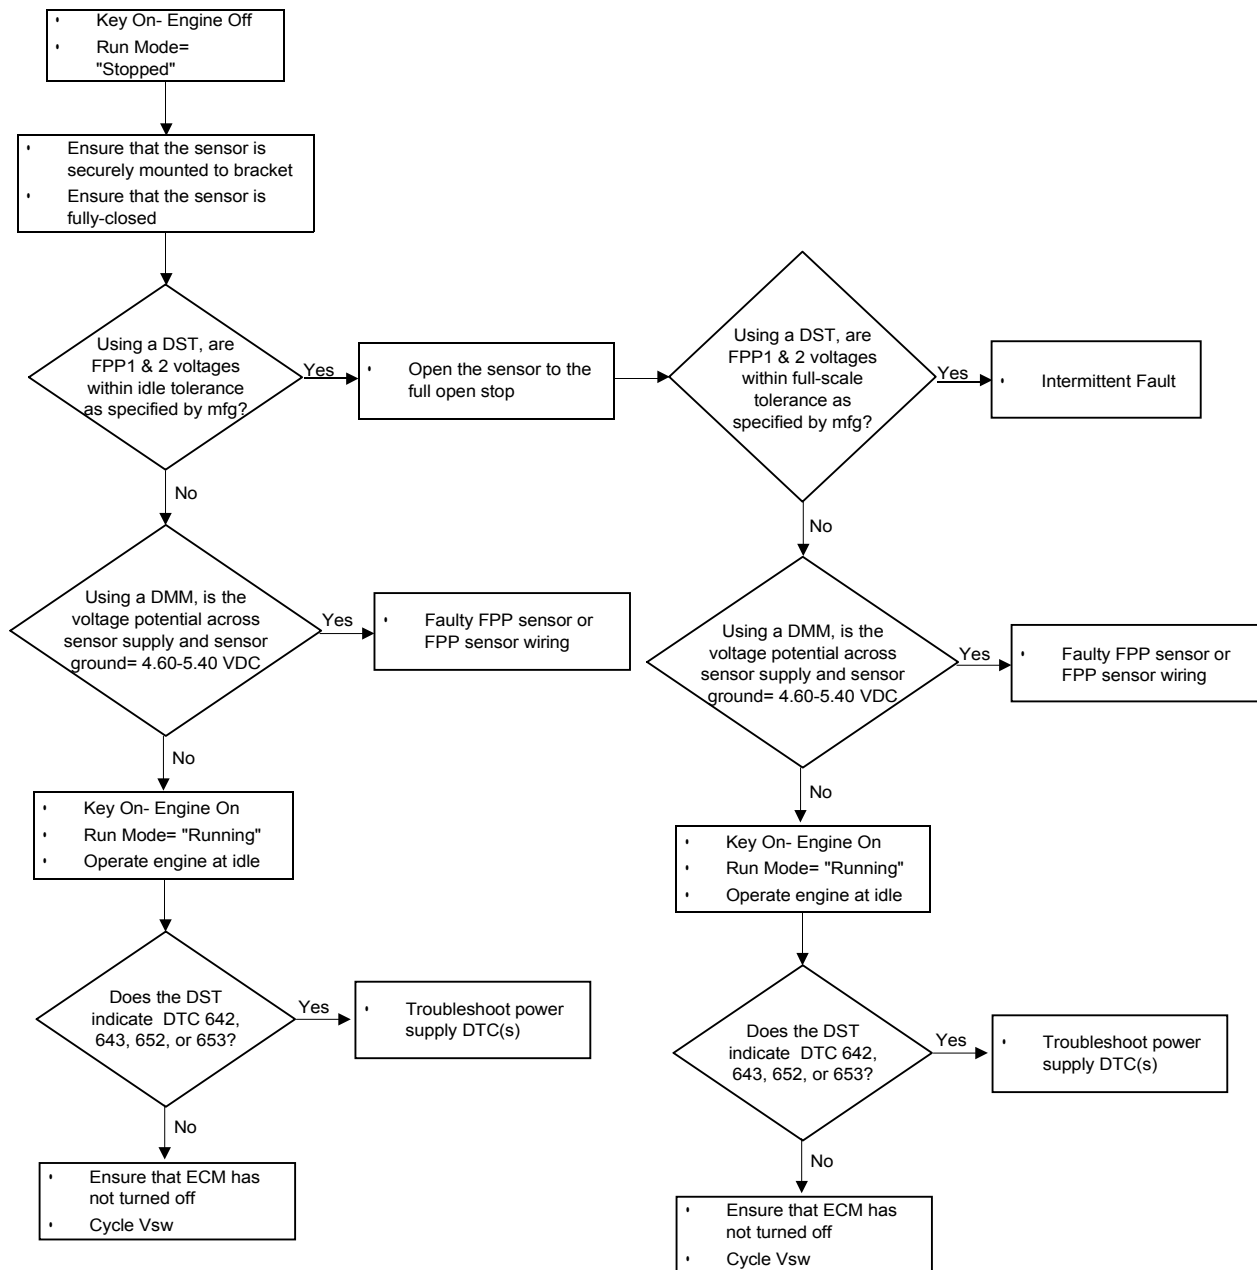 • Key On- Engine Off
• Run Mode=
"Stopped"
• Ensure that the sensor is
securely mounted to bracket
• Ensure that the sensor is
fully-closed
Using a DST, are
FPP1 & 2 voltages
within idle tolerance
as specified by mfg?
Yes
• Open the sensor to the
full open stop
Using a DST, are
FPP1 & 2 voltages
within full-scale
tolerance as
specified by mfg?
Yes
• Intermittent Fault
No
No
Using a DMM, is the
voltage potential across
sensor supply and sensor
ground= 4.60-5.40 VDC
Yes
• Faulty FPP sensor or
FPP sensor wiring
Using a DMM, is the
voltage potential across
sensor supply and sensor
ground= 4.60-5.40 VDC
Yes
• Faulty FPP sensor or
FPP sensor wiring
No
No
• Key On- Engine On
• Run Mode= "Running"
• Operate engine at idle
• Key On- Engine On
• Run Mode= "Running"
• Operate engine at idle
Does the DST
indicate DTC 642,
643, 652, or 653?
Yes
• Troubleshoot power
supply DTC(s)
Does the DST
indicate DTC 642,
643, 652, or 653?
Yes
• Troubleshoot power
supply DTC(s)
No
No
• Ensure that ECM has
not turned off
• Cycle Vsw
• Ensure that ECM has
not turned off
• Cycle Vsw